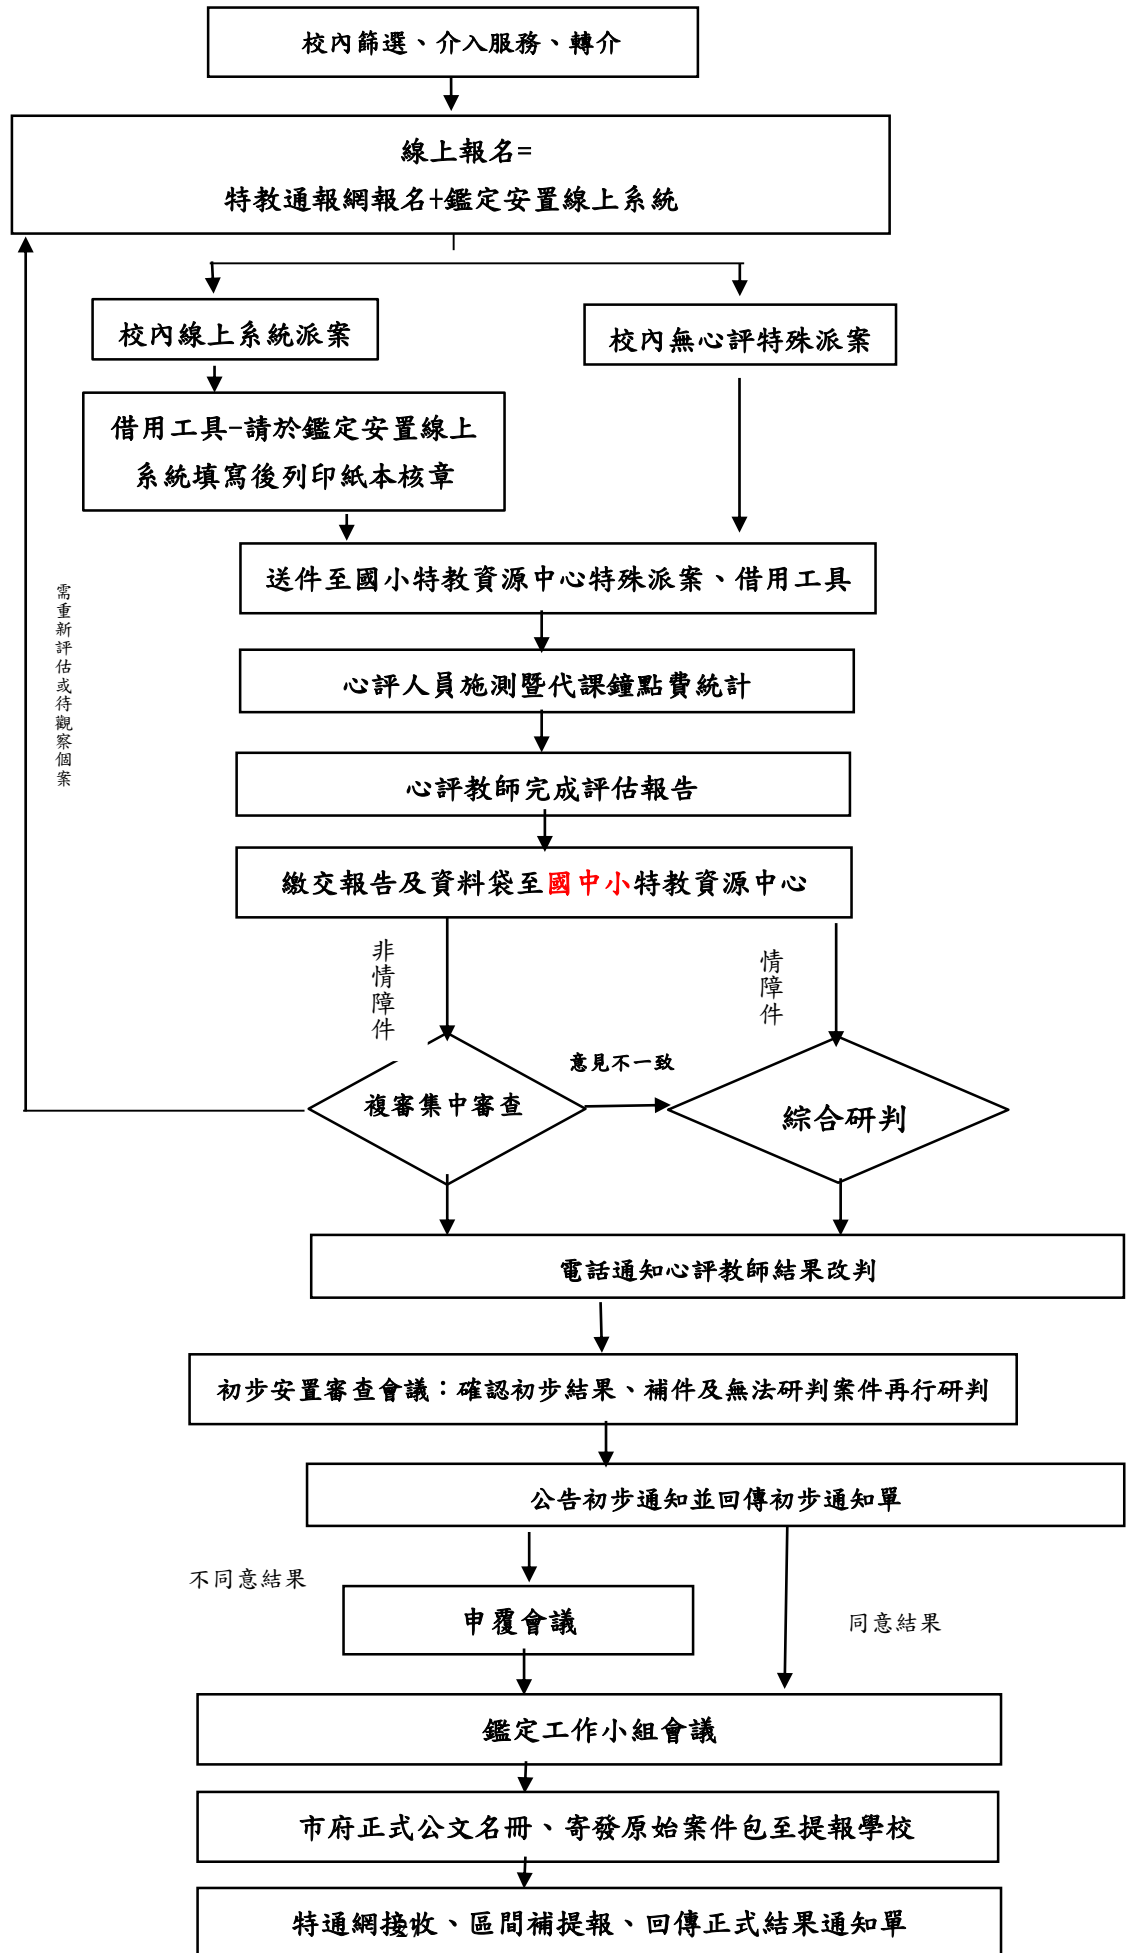 校內篩選、介入服務、轉介
線上報名=
特教通報網報名+鑑定安置線上系統
校內線上系統派案
校內無心評特殊派案
借用工具-請於鑑定安置線上
系統填寫後列印紙本核章
送件至國小特教資源中心特殊派案、借用工具
需重新評估或待觀察個案
心評人員施測暨代課鐘點費統計
心評教師完成評估報告
繳交報告及資料袋至國中小特教資源中心
非情障件
情障件
意見不一致
複審集中審查
綜合研判
電話通知心評教師結果改判
初步安置審查會議：確認初步結果、補件及無法研判案件再行研判
公告初步通知並回傳初步通知單
不同意結果
申覆會議
同意結果
鑑定工作小組會議
市府正式公文名冊、寄發原始案件包至提報學校
特通網接收、區間補提報、回傳正式結果通知單